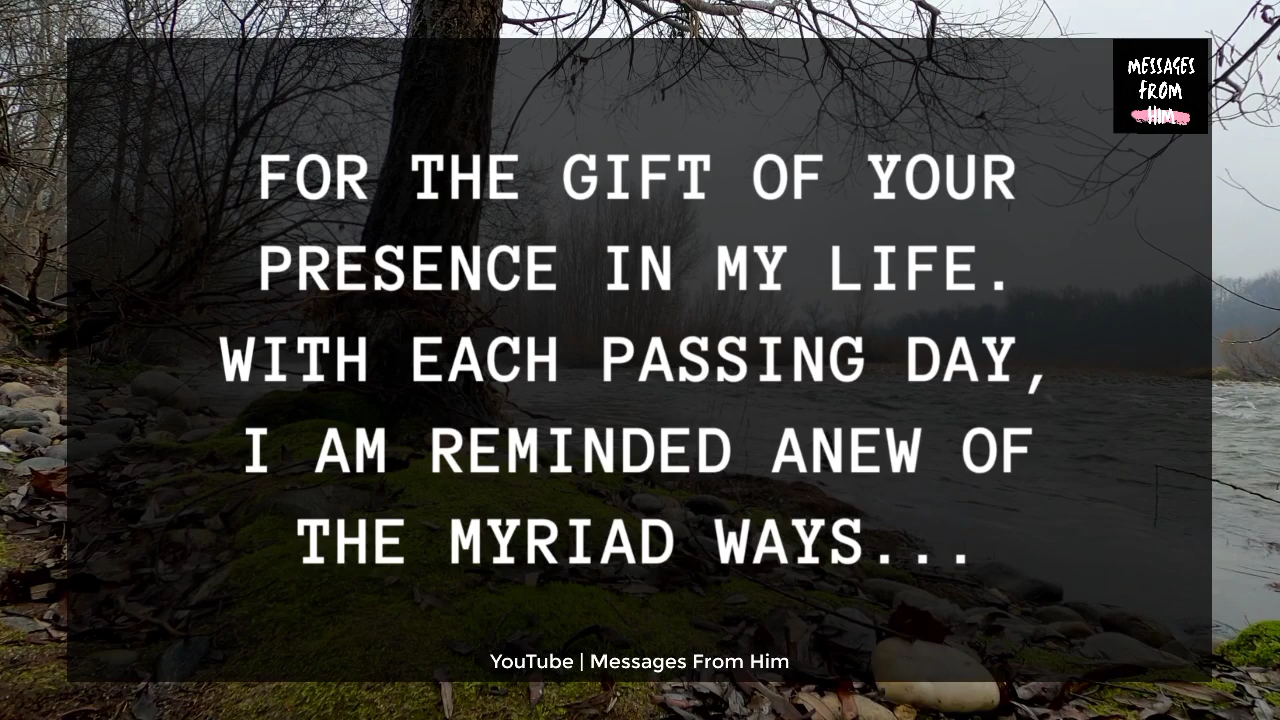 MESSAGES
FROM
HIM
FOR THE GIFT OF YOUR
PRESENCE IN MY LIFE.
WITH EACH PASSING DAY,
I AM REMINDED ANEW OF
THE MYRIAD WAYS...
YouTube | Messages From Him